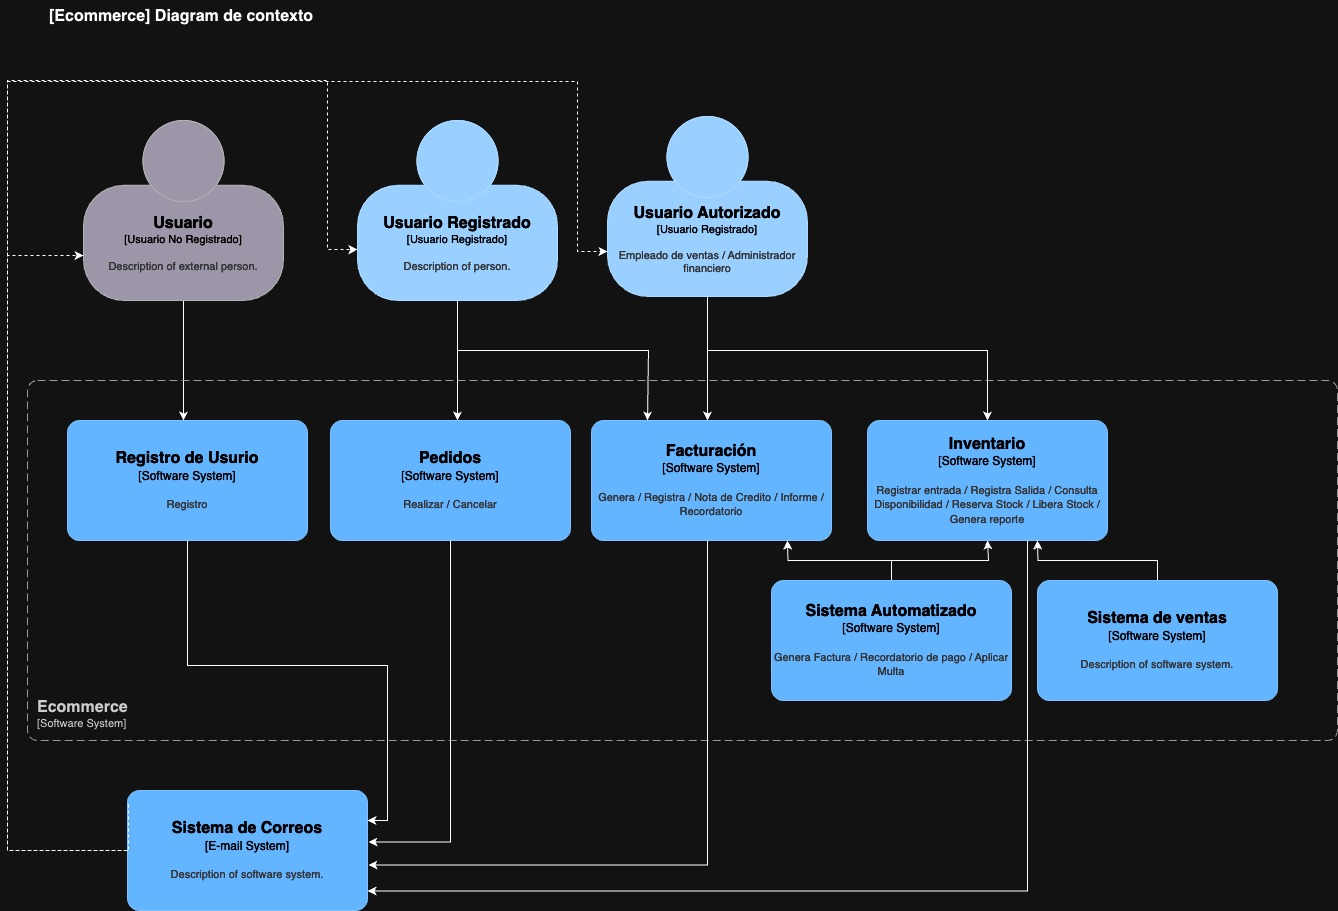 [Ecommerce] Diagram de contexto
Usuario
[Usuario No Registrado]
Description of external person.
Usuario Registrado
[Usuario Registrado]
Description of person.
Usuario Autorizado
[Usuario Registrado]
Empleado de ventas / Administrador
financiero
Registro de Usurio
[Software System]
Registro
Pedidos
[Software System]
Realizar / Cancelar
Facturación
[Software System]
Genera / Registra / Nota de Credito / Informe /
Recordatorio
Inventario
[Software System]
Registrar entrada / Registra Salida / Consulta
Disponibilidad / Reserva Stock / Libera Stock /
Genera reporte
Sistema Automatizado
[Software System]
Genera Factura / Recordatorio de pago / Aplicar
Multa
Sistema de ventas
[Software System]
Description of software system.
Ecommerce
[Software System]
Sistema de Correos
[E-mail System]
Description of software system.